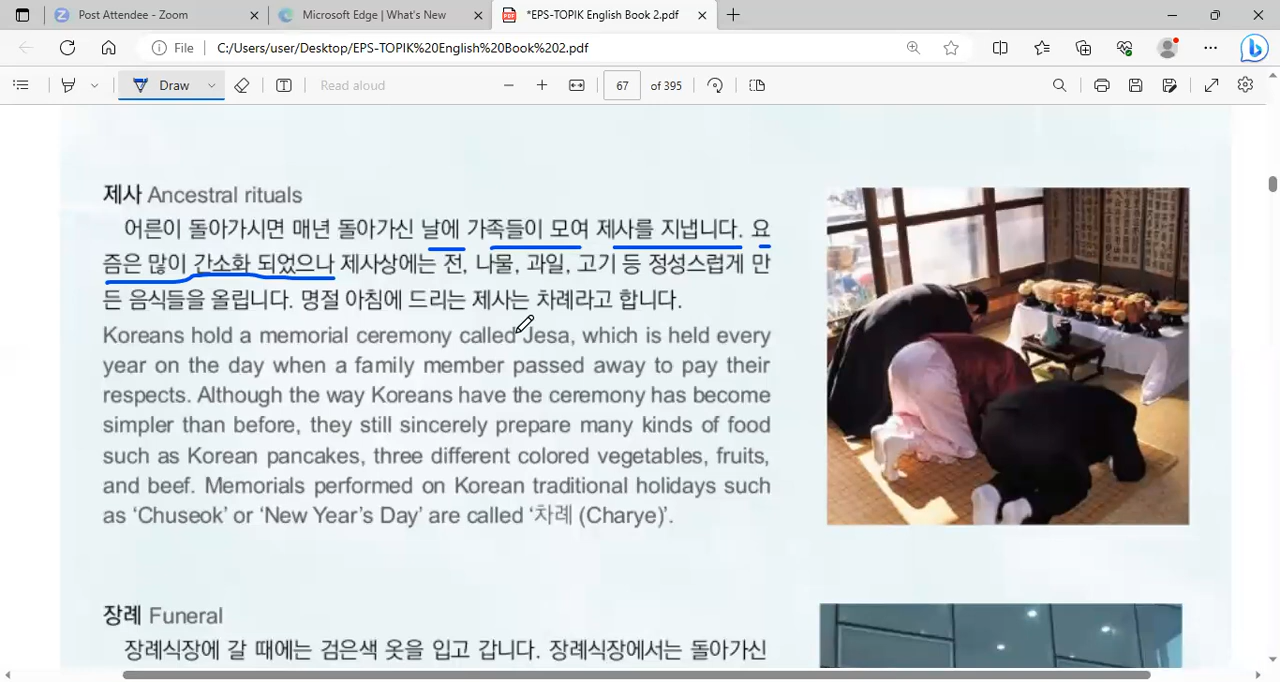 Post Attendee - Zoom
Microsoft Edge | What's New
*EPS-TOPIK English Book 2.pdf
File
C:/Users/user/Desktop/EPS-TOPIK%20English%20Book%202.pdf
Draw
Read aloud
67
of 395
제사 Ancestral rituals
어른이 돌아가시면 매년 돌아가신 날에 가족들이 모여 제사를 지냅니다. 요
즘은 많이 간소화 되었으나 제사상에는 전, 나물, 과일, 고기 등 정성스럽게 만
든 음식들을 올립니다. 명절 아침에 드리는 제사는 차례라고 합니다.
Koreans hold a memorial ceremony called Jesa, which is held every
year on the day when a family member passed away to pay their
respects. Although the way Koreans have the ceremony has become
simpler than before, they still sincerely prepare many kinds of food
such as Korean pancakes, three different colored vegetables, fruits,
and beef. Memorials performed on Korean traditional holidays such
as ‘Chuseok’ or ‘New Year’s Day’ are called ‘차례 (Charye)’.
장례 Funeral
장례식장에 갈 때에는 검은색 옷을 입고 갑니다. 장례식장에서는 돌아가신